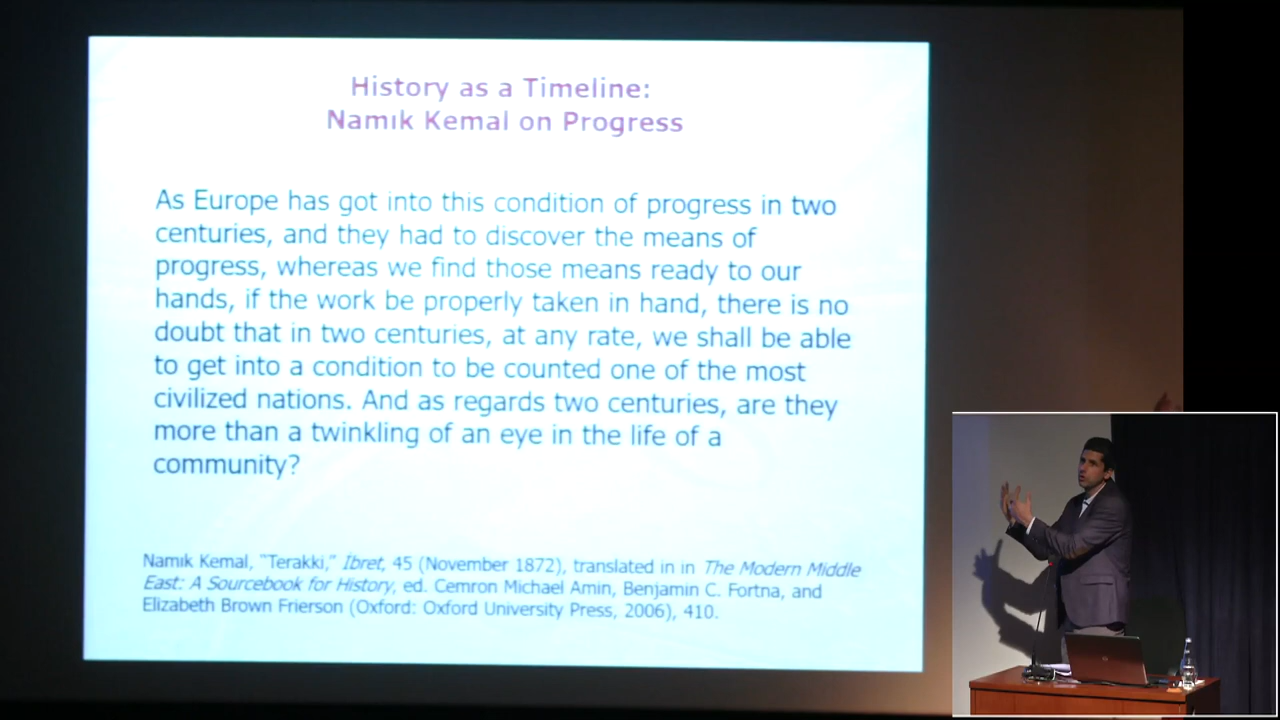 History as a Timeline:
Namık Kemal on Progress
As Europe has got into this condition of progress in two
centuries, and they had to discover the means of
progress, whereas we find those means ready to our
hands, if the work be properly taken in hand, there is no
doubt that in two centuries, at any rate, we shall be able
to get into a condition to be counted one of the most
civilized nations. And as regards two centuries, are they
more than a twinkling of an eye in the life of a
community?
Namık Kemal, "Terakki," İbret, 45 (November 1872), translated in in The Modern Middle
East: A Sourcebook for History, ed. Cemron Michael Amin, Benjamin C. Fortna, and
Elizabeth Brown Frierson (Oxford: Oxford University Press, 2006), 410.